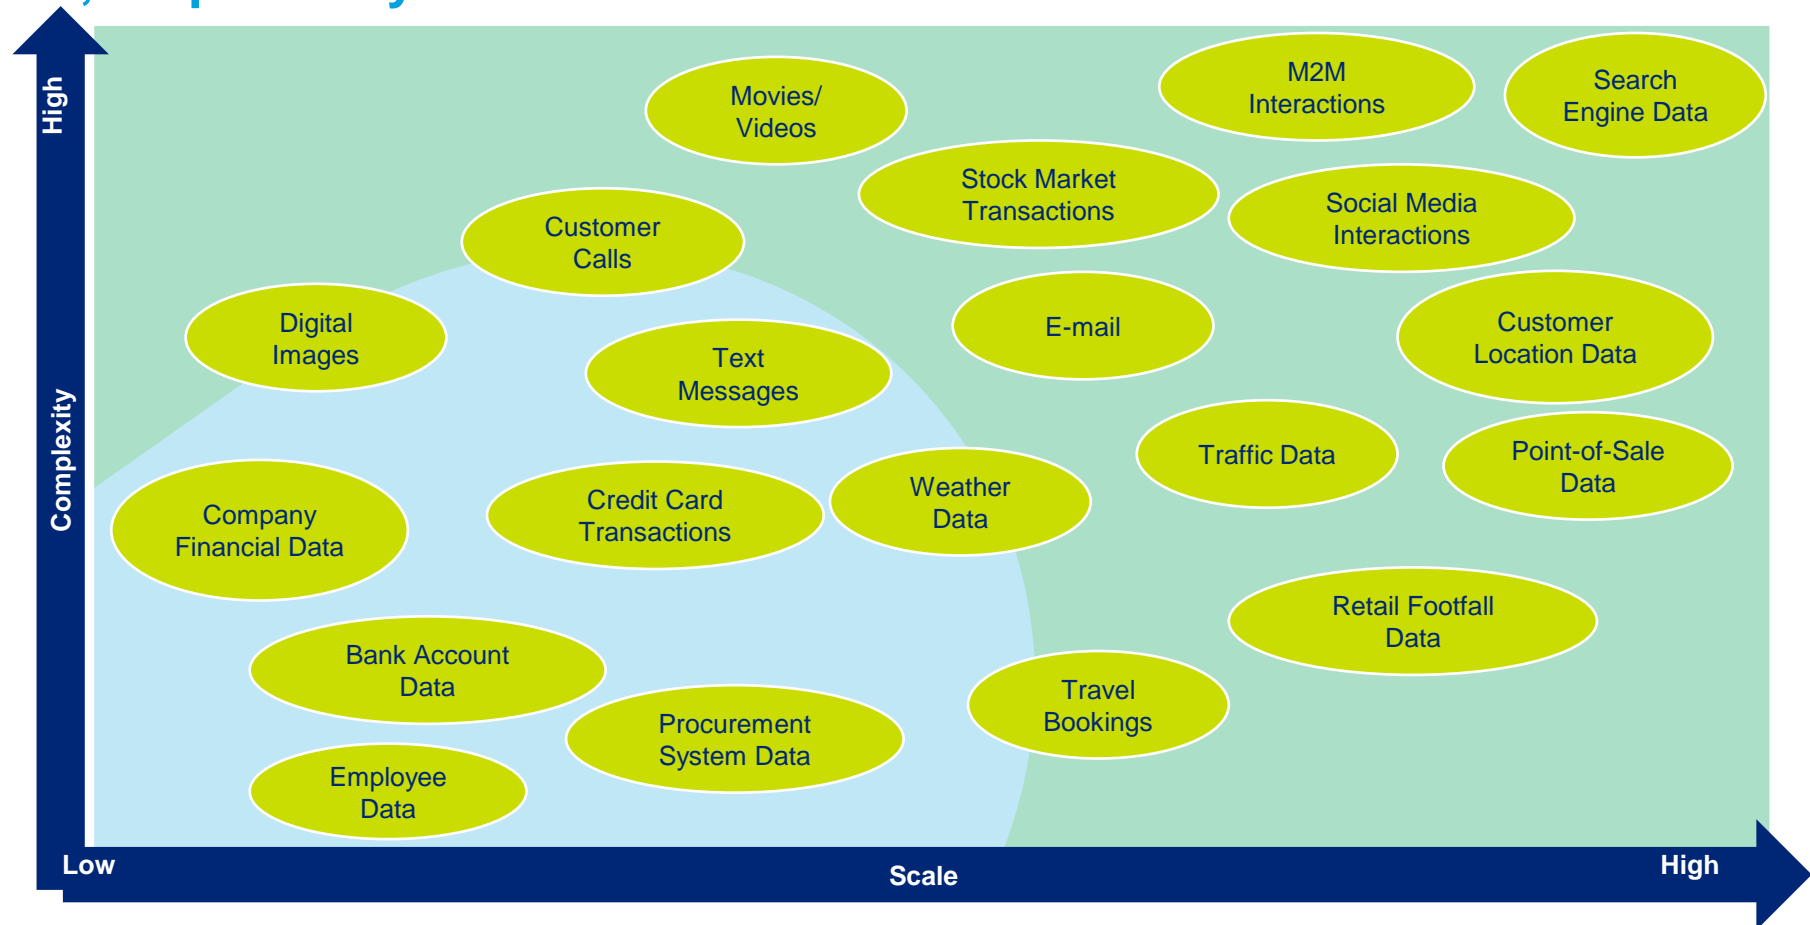 High
Complexity
Movies/
Videos
M2M
Interactions
Search
Engine Data
Stock Market
Transactions
Social Media
Interactions
Customer
Calls
Digital
Images
Text
Messages
E-mail
Customer
Location Data
Company
Financial Data
Credit Card
Transactions
Weather
Data
Traffic Data
Point-of-Sale
Data
Retail Footfall
Data
Bank Account
Data
Procurement
System Data
Travel
Bookings
Employee
Data
Low
Scale
High